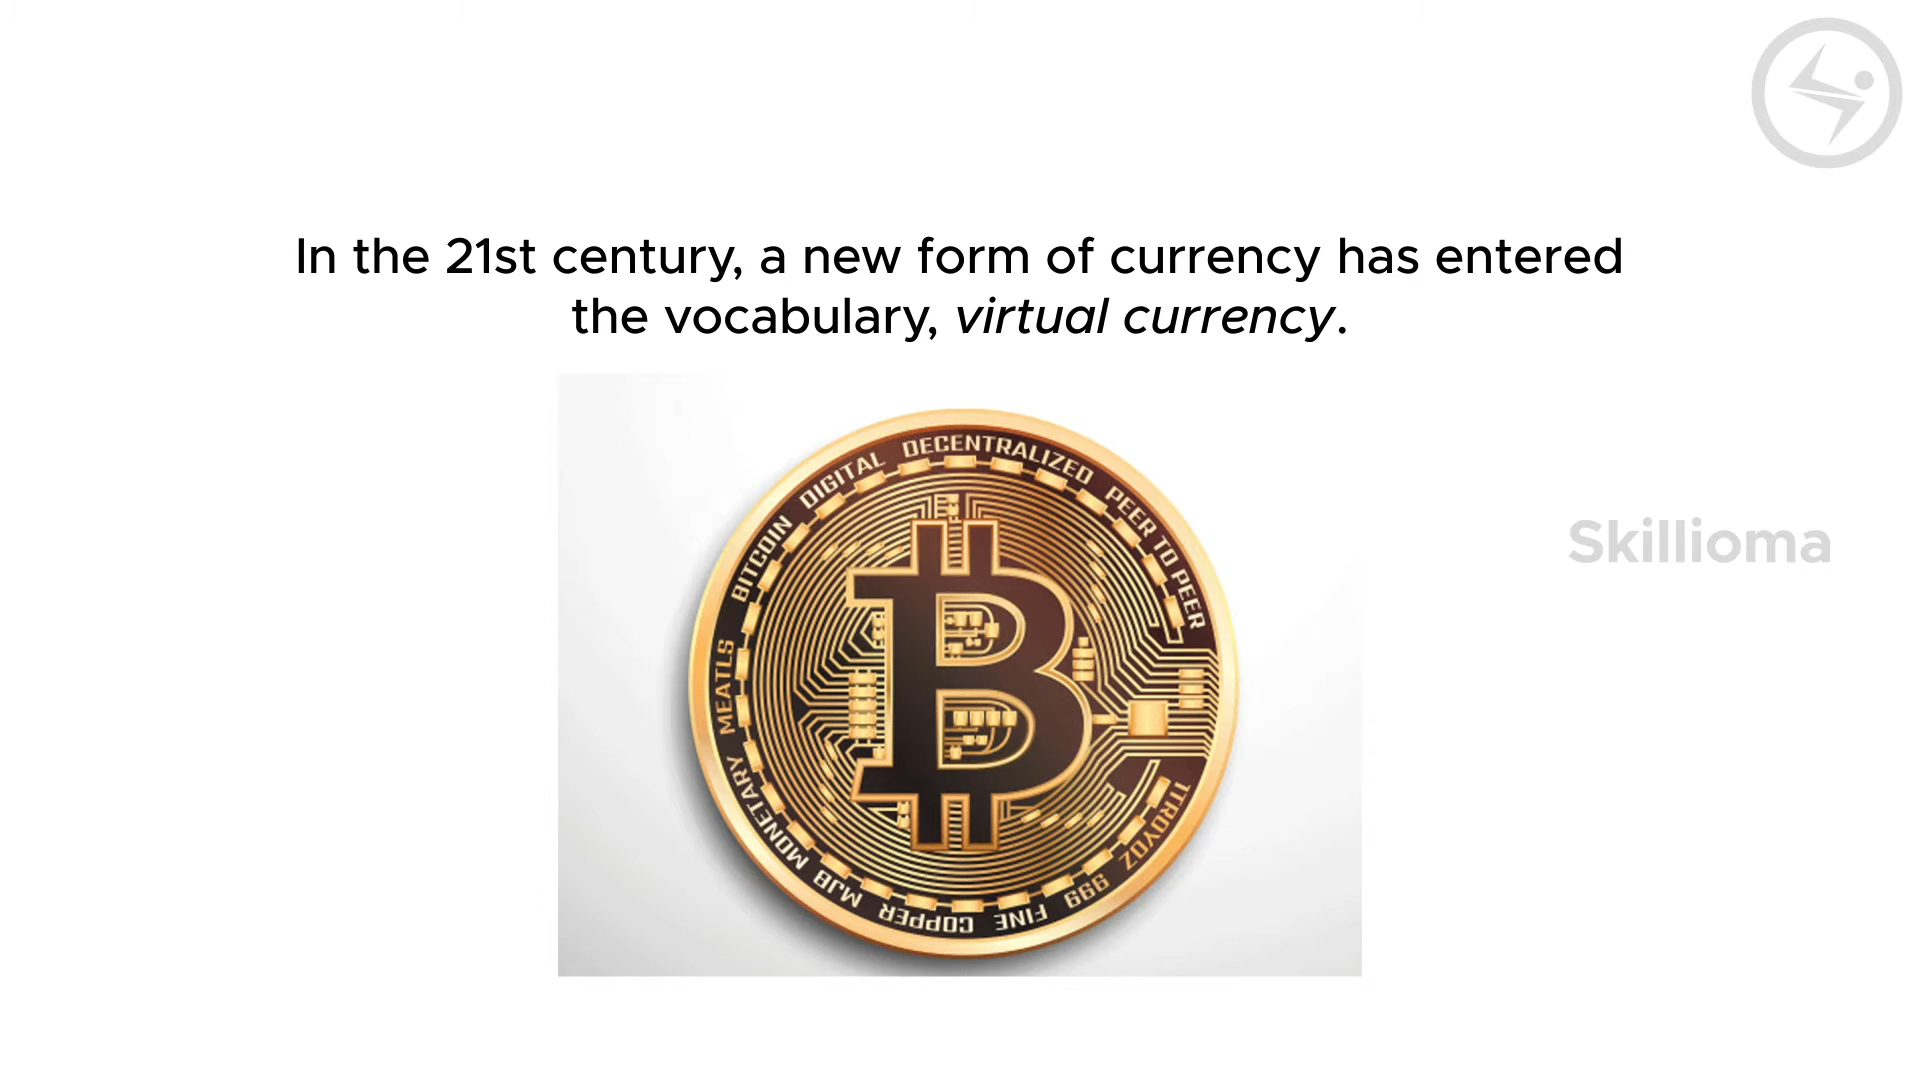 In the 21st century, a new form of currency has entered
the vocabulary, virtual currency.
BITCOIN DIGITAL DECENTRALIZED PEER TO PEER
1TROYOZ 999 FINE COPPER MJB MONETARY MEATLS
Skillioma